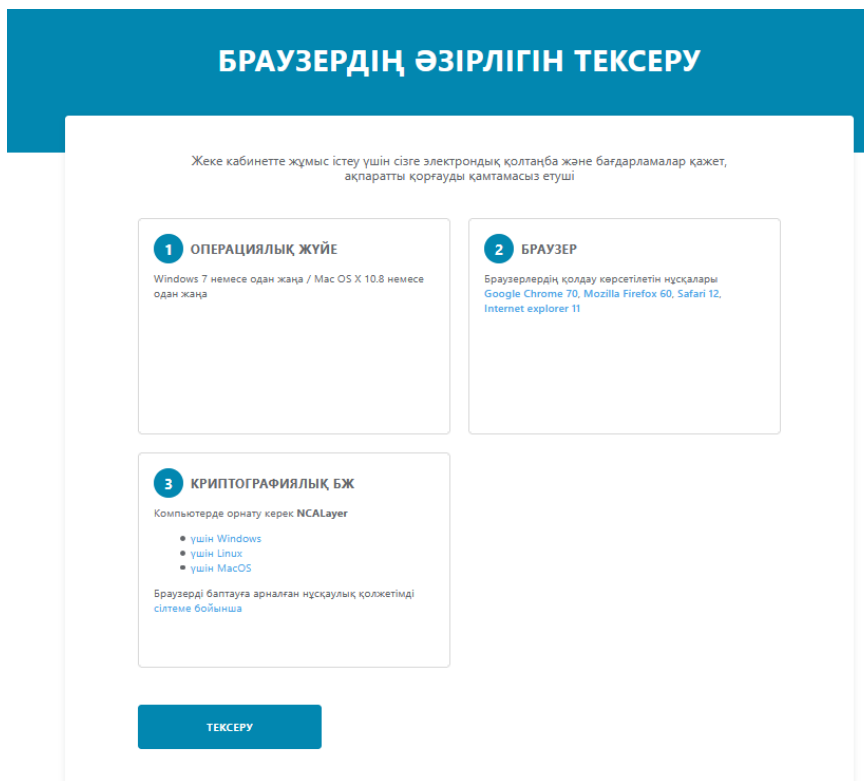 БРАУЗЕРДІҢ ӘЗІРЛІГІН ТЕКСЕРУ
Жеке кабинетте жұмыс істеу үшін сізге электрондық қолтаңба және бағдарламалар қажет,
ақпаратты қорғауды қамтамасыз етуші
1 ОПЕРАЦИЯЛЫҚ ЖҮЙЕ
Windows 7 немесе одан жаңа / Mac OS X 10.8 немесе
одан жаңа
2 БРАУЗЕР
Браузерлердің қолдау көрсетілетін нұсқалары
Google Chrome 70, Mozilla Firefox 60, Safari 12,
Internet explorer 11
3 КРИПТОГРАФИЯЛЫҚ БЖ
Компьютерде орнату керек NCALayer
үшін Windows
үшін Linux
үшін MacOS
Браузерді баптауға арналған нұсқаулық қолжетімді
сілтеме бойынша
ТЕКСЕРУ